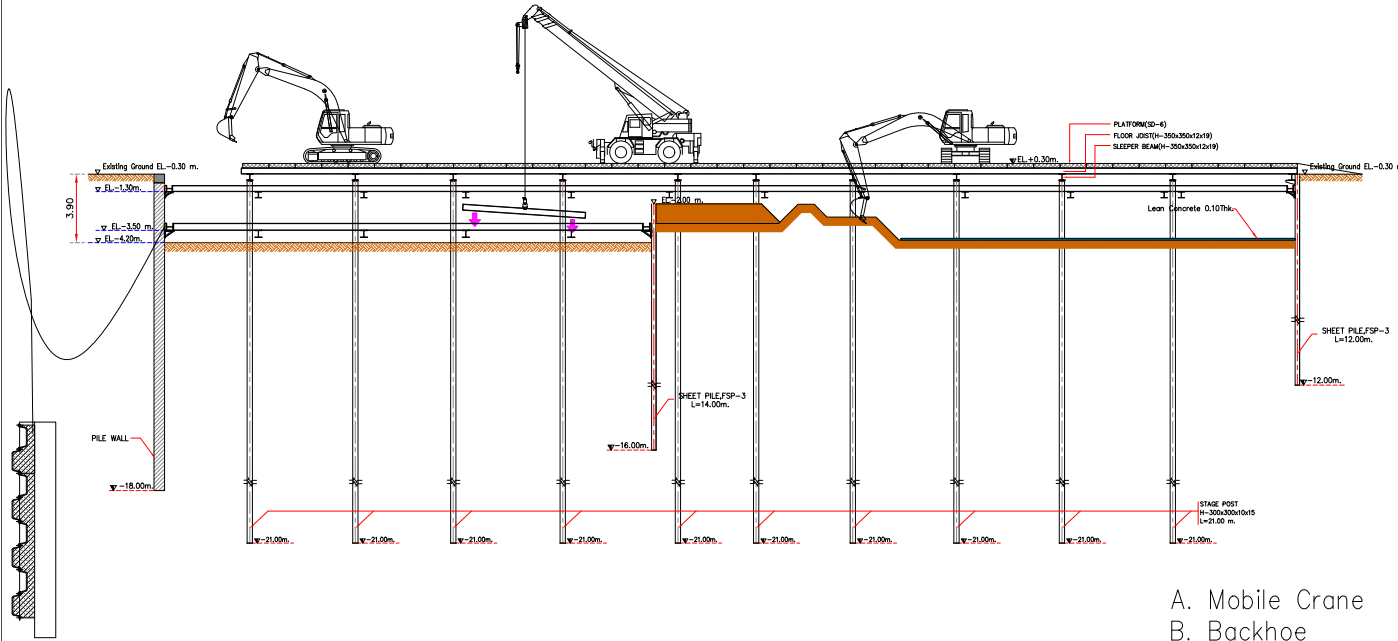 PLATFORM(SD-6)
FLOOR JOIST(H-350x350x12x19)
SLEEPER BEAM(H-350x350x12x19)
EL.+0.30m.
Existing Ground EL.-0.30 m.
Existing Ground EL.-0.30 m.
EL.-1.30m.
3.90
EL-2.00 m.
Lean Concrete 0.10Thk.
EL-3.50 m.
EL-4.20m.
SHEET PILE,FSP-3
L=12.00m.
-12.00m.
SHEET PILE,FSP-3
L=14.00m.
PILE WALL
-16.00m.
-18.00m.
STAGE POST
H-300x300x10x15
L=21.00 m.
-21.00m.
-21.00m.
-21.00m.
-21.00m.
-21.00m.
-21.00m.
-21.00m.
-21.00m.
-21.00m.
-21.00m.
A. Mobile Crane
B. Backhoe